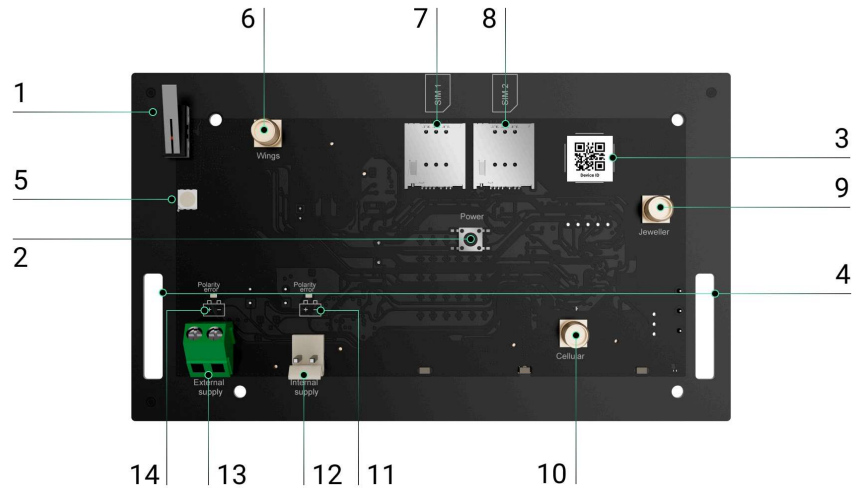 6
7
8
1
SIM 1
SIM 2
3
Wings
Device ID
5
9
Power
Jeweller
2
4
Polarity
error
Polarity
error
- 
+
Cellular
External
supply
Internal
supply
14
13
12
11
10